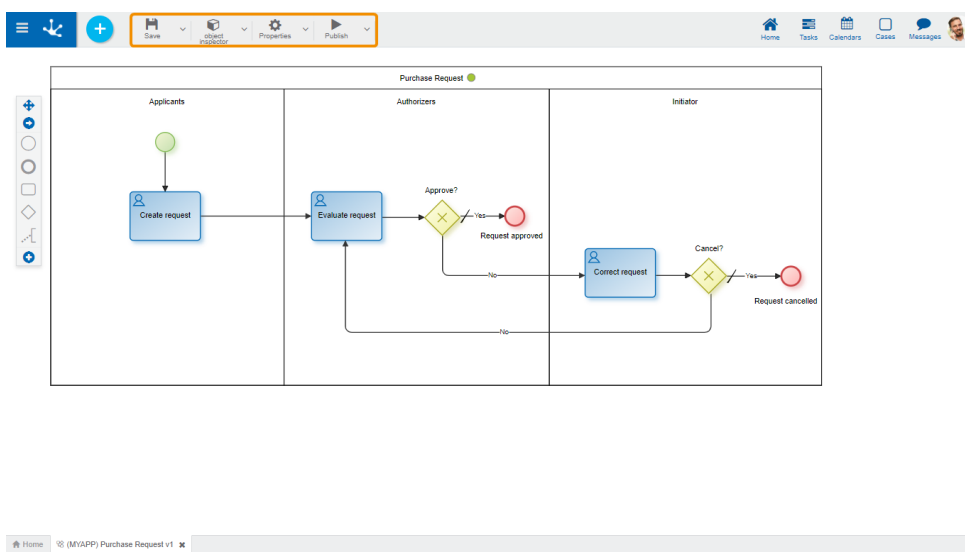 Save
object
inspector
Properties
Publish
Home
Tasks
Calendars
Cases
Messages
Purchase Request
Applicants
Authorizers
Initiator
Create request
Evaluate request
Approve?
Yes
Request approved
No
Correct request
Cancel?
Yes
Request cancelled
No
Home
(MYAPP) Purchase Request v1